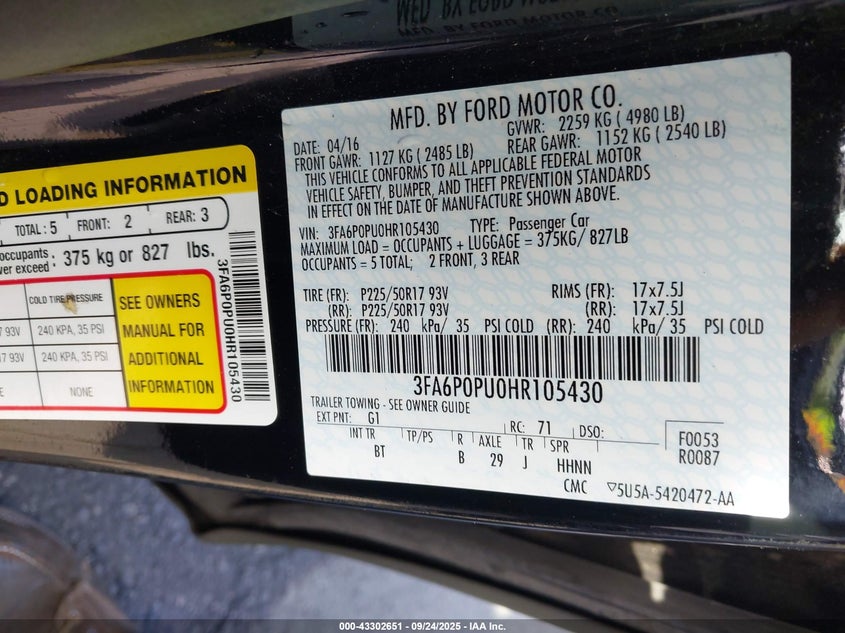 MFD. BY FORD MOTOR CO.
DATE: 04/16
GVWR: 2259 KG ( 4980 LB)
FRONT GAWR: 1127 KG ( 2485 LB)
REAR GAWR: 1152 KG ( 2540 LB)
THIS VEHICLE CONFORMS TO ALL APPLICABLE FEDERAL MOTOR
VEHICLE SAFETY, BUMPER, AND THEFT PREVENTION STANDARDS
IN EFFECT ON THE DATE OF MANUFACTURE SHOWN ABOVE.
VIN: 3FA6P0PU0HR105430 TYPE: Passenger Car
MAXIMUM LOAD = OCCUPANTS + LUGGAGE = 375KG/ 827LB
OCCUPANTS = 5 TOTAL; 2 FRONT, 3 REAR
TIRE (FR): P225/50R17 93V RIMS (FR): 17x7.5J
(RR): P225/50R17 93V (RR): 17x7.5J
PRESSURE (FR): 240 kPa/ 35 PSI COLD (RR): 240 kPa/ 35 PSI COLD
3FA6P0PU0HR105430
TRAILER TOWING - SEE OWNER GUIDE
EXT PNT: G1 RC: 71 DSO:
F0053
R0087
INT TR TP/PS R AXLE TR SPR
BT B 29 J HHNN
CMC ▽5U5A-5420472-AA
D LOADING INFORMATION
TOTAL : 5 FRONT: 2 REAR: 3
occupants
wer exceed : 375 kg or 827 lbs.
COLD TIRE PRESSURE
7 93V 240 KPA, 35 PSI
17 93V 240 KPA, 35 PSI
E NONE
SEE OWNERS
MANUAL FOR
ADDITIONAL
INFORMATION
3FA6P0PU0HR105430
000-43302651 - 09/24/2025 - IAA Inc.